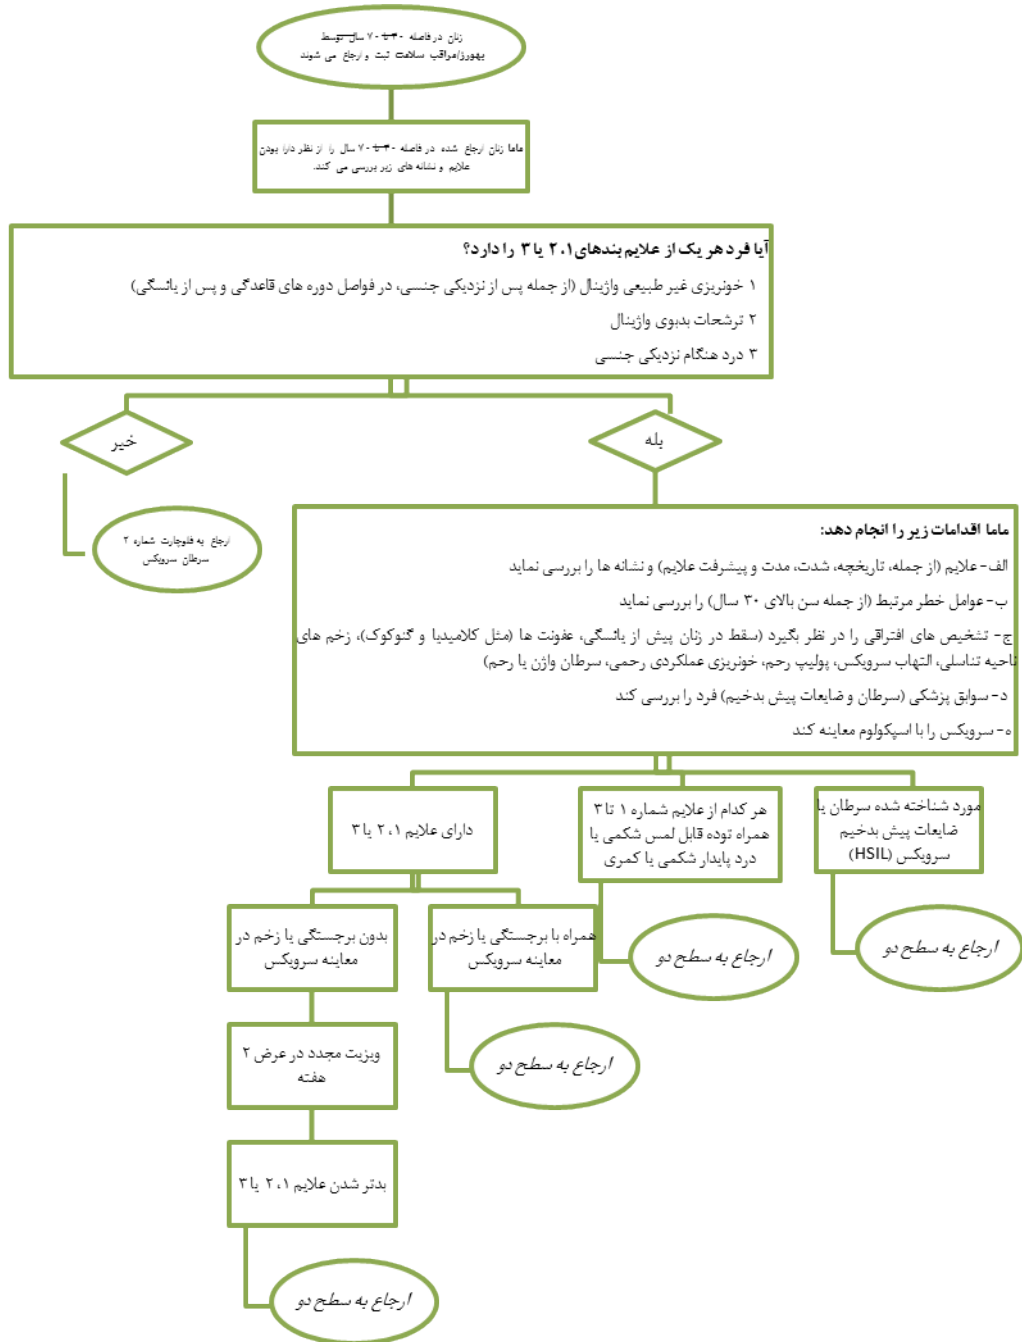 زنان در فاصله ۳۰ تا ۷۰ سال توسط
بهورز/مراقب سلامت ثبت و ارجاع می شوند
ماما زنان ارجاع شده در فاصله ۳۰ تا ۷۰ سال را از نظر دارا بودن
علایم و نشانه های زیر بررسی می کند.
آیا فرد هر یک از علایم بندهای ۲،۱ یا ۳ را دارد؟
۱ خونریزی غیر طبیعی واژینال (از جمله پس از نزدیکی جنسی، در فواصل دوره های قاعدگی و پس از یائسگی)
۲ ترشحات بدبوی واژینال
۳ درد هنگام نزدیکی جنسی
بله
خیر
ارجاع به فلوچارت شماره ۲
سرطان سرویکس
ماما اقدامات زیر را انجام دهد:
الف- علایم (از جمله، تاریخچه، شدت، مدت و پیشرفت علایم) و نشانه ها را بررسی نماید
ب- عوامل خطر مرتبط (از جمله سن بالای ۳۰ سال) را بررسی نماید
ج- تشخیص های افتراقی را در نظر بگیرد (سقط در زنان پیش از یائسگی، عفونت ها (مثل کلامیدیا و گنوکوک)، زخم های
ناحیه تناسلی، التهاب سرویکس، پولیپ رحم، خونریزی عملکردی رحمی، سرطان واژن یا رحم)
د- سوابق پزشکی (سرطان و ضایعات پیش بدخیم) فرد را بررسی کند
ه- سرویکس را با اسپکولوم معاینه کند
مورد شناخته شده سرطان یا
ضایعات پیش بدخیم
سرویکس (HSIL)
ارجاع به سطح دو
هر کدام از علایم شماره ۱ تا ۳
همراه توده قابل لمس شکمی یا
درد پایدار شکمی یا کمری
ارجاع به سطح دو
دارای علایم ۲،۱ یا ۳
همراه با برجستگی یا زخم در
معاینه سرویکس
ارجاع به سطح دو
بدون برجستگی یا زخم در
معاینه سرویکس
ویزیت مجدد در عرض ۲
هفته
بدتر شدن علایم ۲،۱ یا ۳
ارجاع به سطح دو